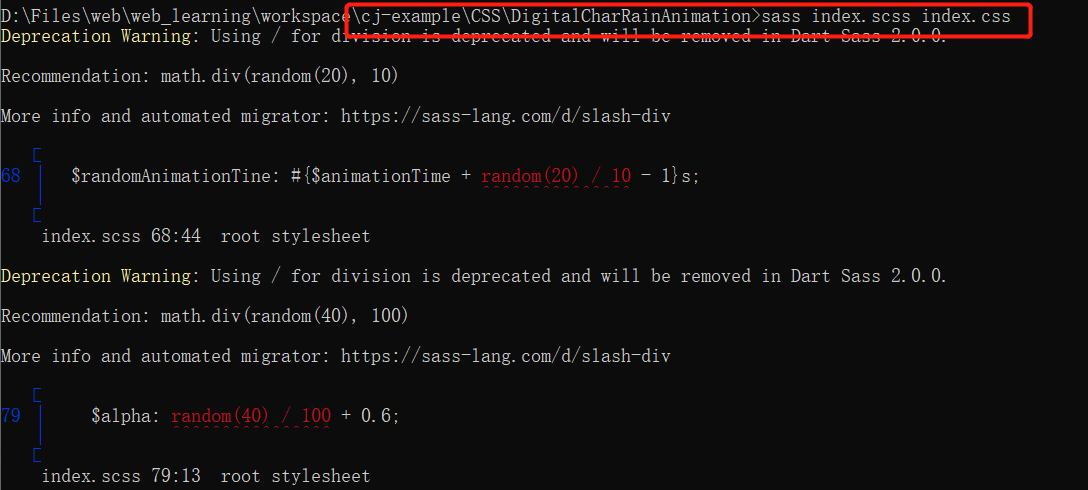 D:\Files\web\web_learning\workspace\cj-example\CSS\DigitalCharRainAnimation>sass index.scss index.css
Deprecation Warning: Using / for division is deprecated and will be removed in Dart Sass 2.0.0.
Recommendation: math.div(random(20), 10)
More info and automated migrator: https://sass-lang.com/d/slash-div
68 │ $randomAnimationTine: #{$animationTime + random(20) / 10 - 1}s;
index.scss 68:44 root stylesheet
Deprecation Warning: Using / for division is deprecated and will be removed in Dart Sass 2.0.0.
Recommendation: math.div(random(40), 100)
More info and automated migrator: https://sass-lang.com/d/slash-div
79 │ $alpha: random(40) / 100 + 0.6;
index.scss 79:13 root stylesheet